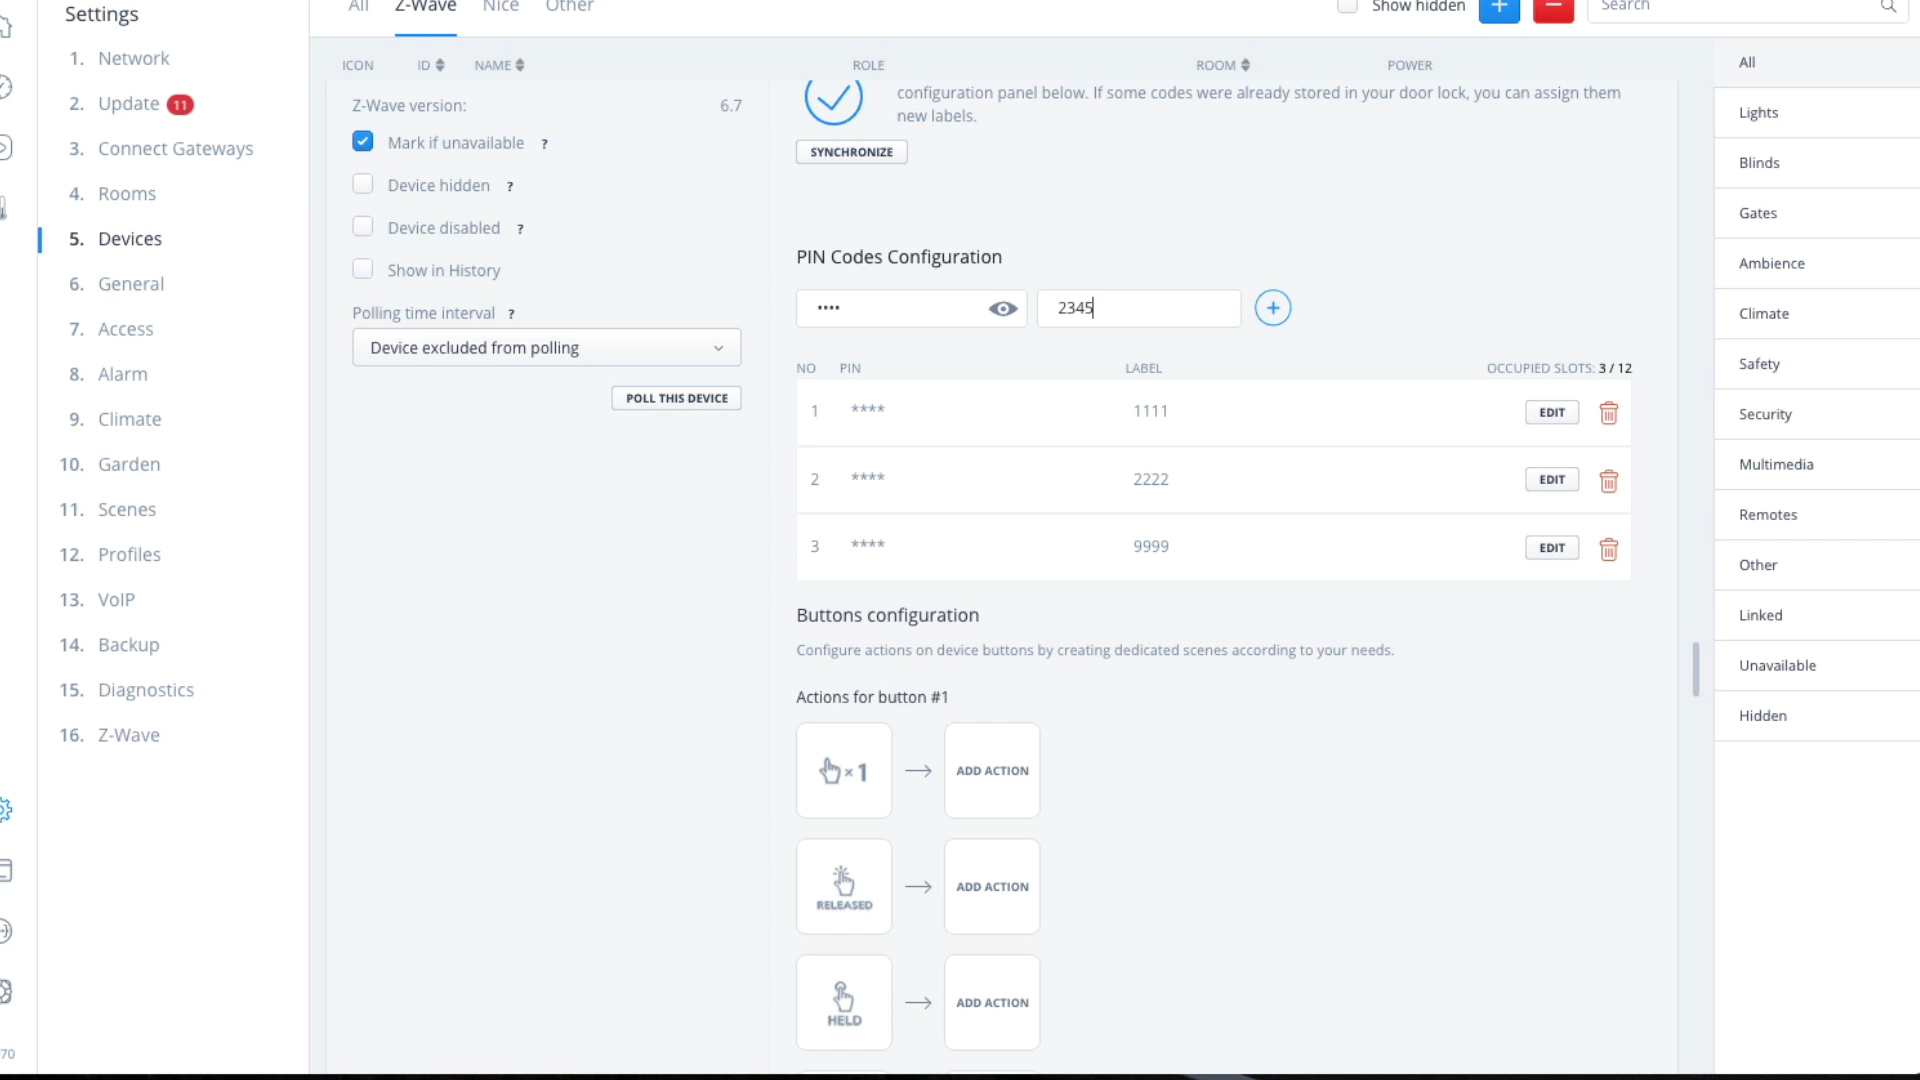 Settings
1. Network
2. Update 11
3. Connect Gateways
4. Rooms
5. Devices
6. General
7. Access
8. Alarm
9. Climate
10. Garden
11. Scenes
12. Profiles
13. VoIP
14. Backup
15. Diagnostics
16. Z-Wave
70
All Z-Wave Nice Other
Show hidden + − Search
ICON ID NAME ROLE ROOM POWER
Z-Wave version: 6.7
Mark if unavailable ?
Device hidden ?
Device disabled ?
Show in History
Polling time interval ?
Device excluded from polling
POLL THIS DEVICE
configuration panel below. If some codes were already stored in your door lock, you can assign them
new labels.
SYNCHRONIZE
PIN Codes Configuration
•••• 2345 +
NO PIN LABEL OCCUPIED SLOTS: 3 / 12
1 **** 1111 EDIT
2 **** 2222 EDIT
3 **** 9999 EDIT
Buttons configuration
Configure actions on device buttons by creating dedicated scenes according to your needs.
Actions for button #1
× 1 ADD ACTION
RELEASED ADD ACTION
HELD ADD ACTION
All
Lights
Blinds
Gates
Ambience
Climate
Safety
Security
Multimedia
Remotes
Other
Linked
Unavailable
Hidden